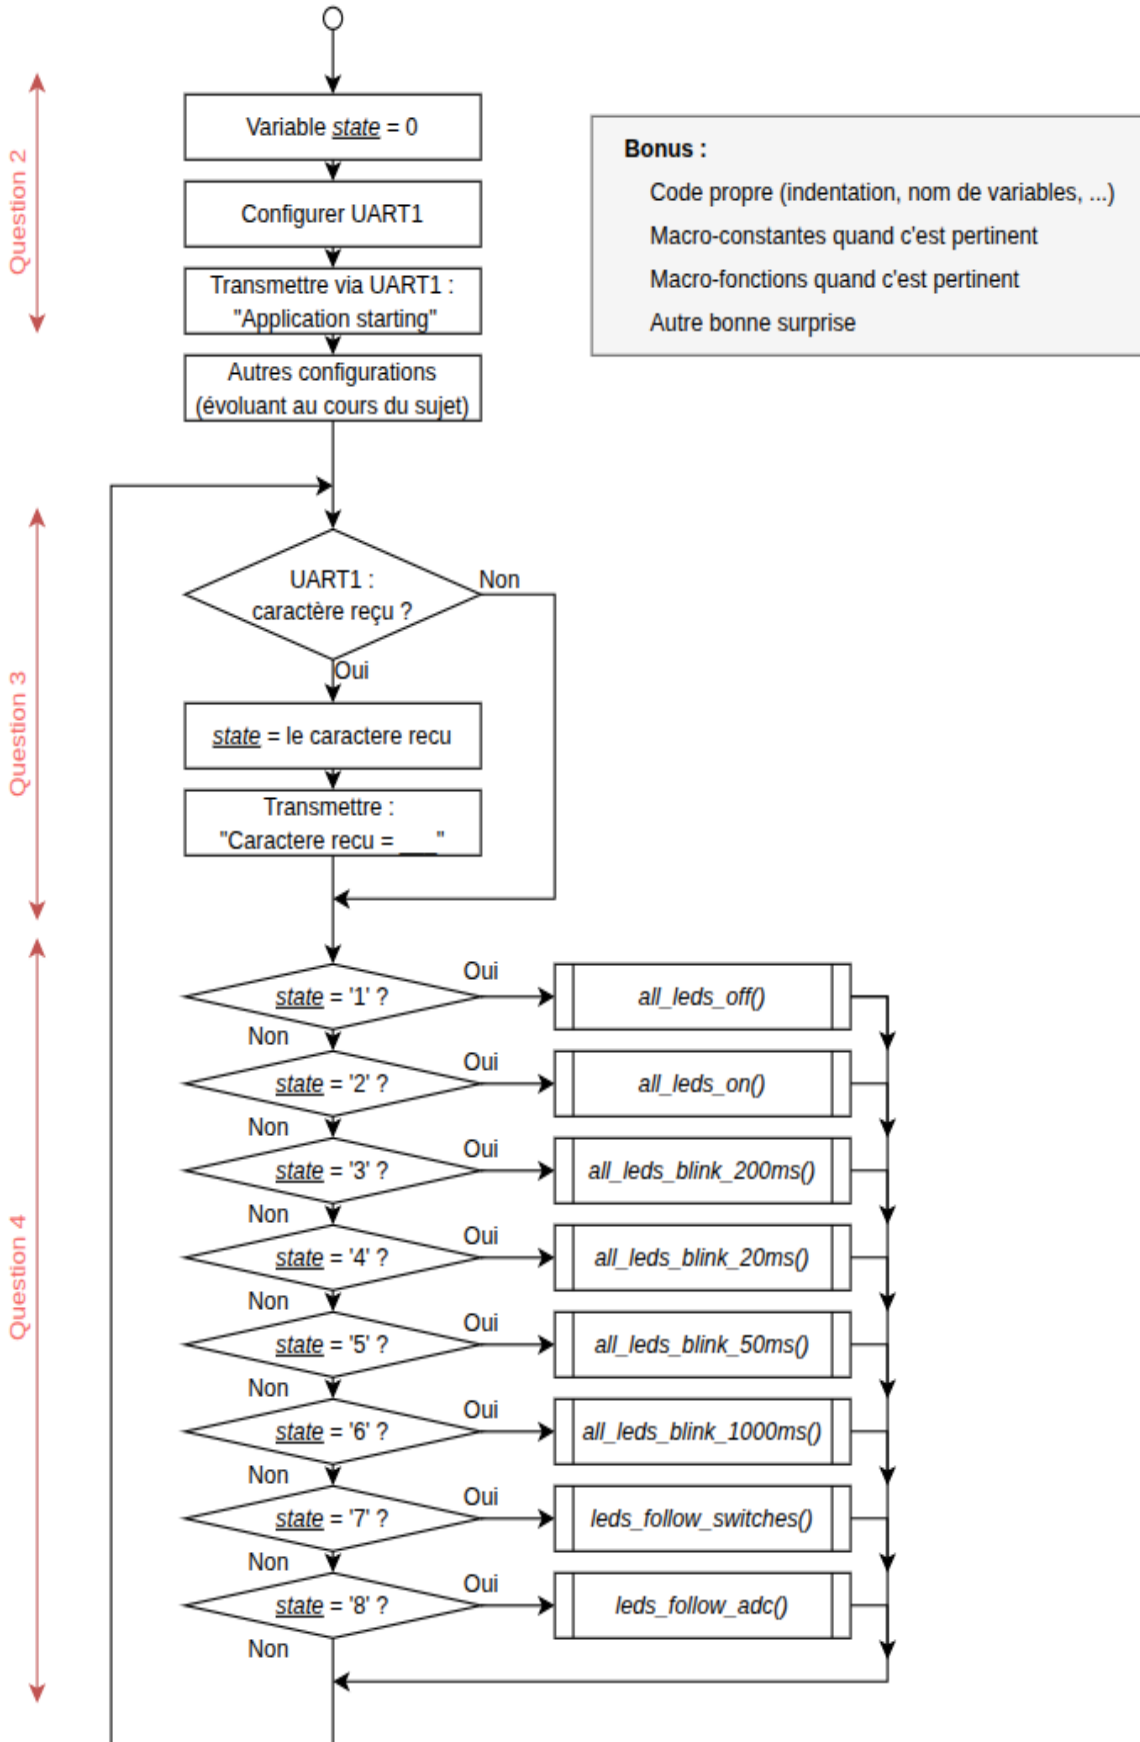 Question 2
Variable state = 0
Configurer UART1
Transmettre via UART1 :
"Application starting"
Autres configurations
(évoluant au cours du sujet)
Bonus :
Code propre (indentation, nom de variables, ...)
Macro-constantes quand c'est pertinent
Macro-fonctions quand c'est pertinent
Autre bonne surprise
Question 3
UART1 :
caractère reçu ?
Non
Oui
state = le caractere recu
Transmettre :
"Caractere recu = ___"
Question 4
state = '1' ?
Oui
all_leds_off()
Non
state = '2' ?
Oui
all_leds_on()
Non
state = '3' ?
Oui
all_leds_blink_200ms()
Non
state = '4' ?
Oui
all_leds_blink_20ms()
Non
state = '5' ?
Oui
all_leds_blink_50ms()
Non
state = '6' ?
Oui
all_leds_blink_1000ms()
Non
state = '7' ?
Oui
leds_follow_switches()
Non
state = '8' ?
Oui
leds_follow_adc()
Non